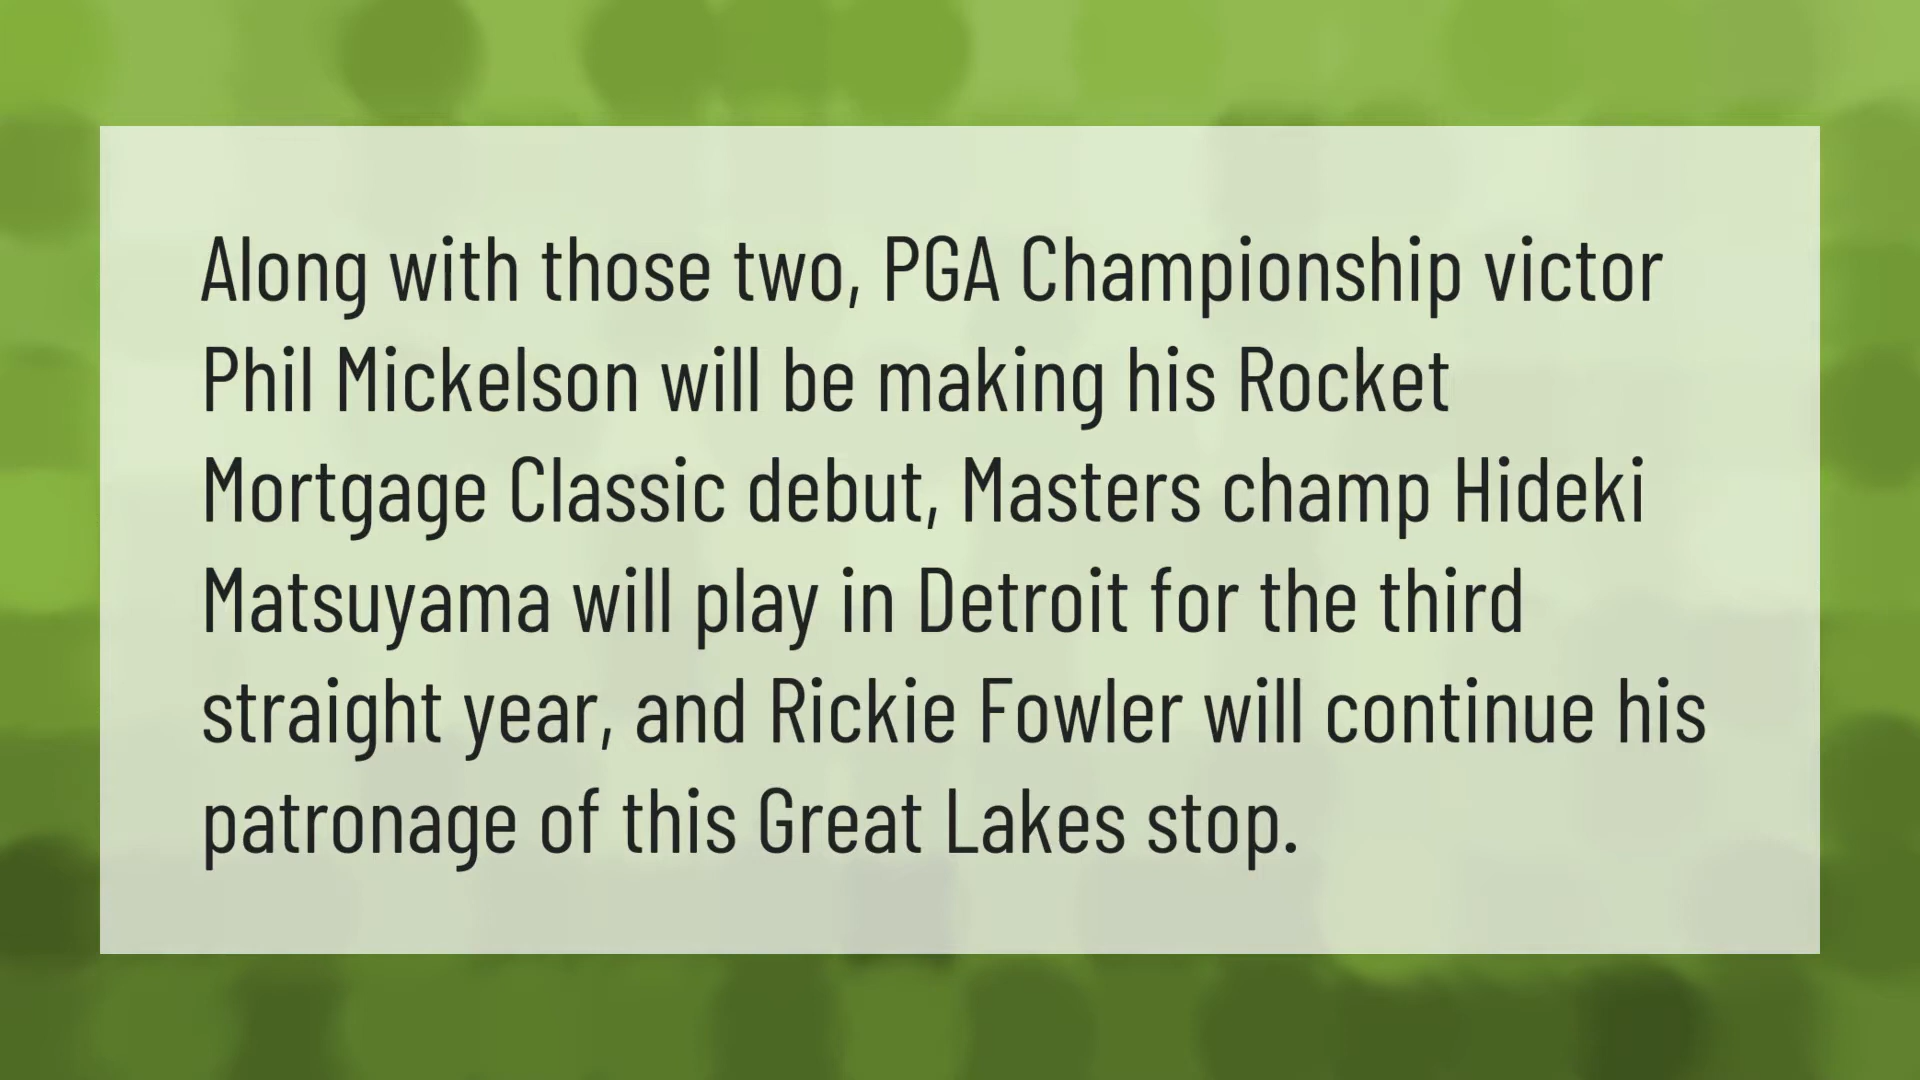 Along with those two, PGA Championship victor
Phil Mickelson will be making his Rocket
Mortgage Classic debut, Masters champ Hideki
Matsuyama will play in Detroit for the third
straight year, and Rickie Fowler will continue his
patronage of this Great Lakes stop.